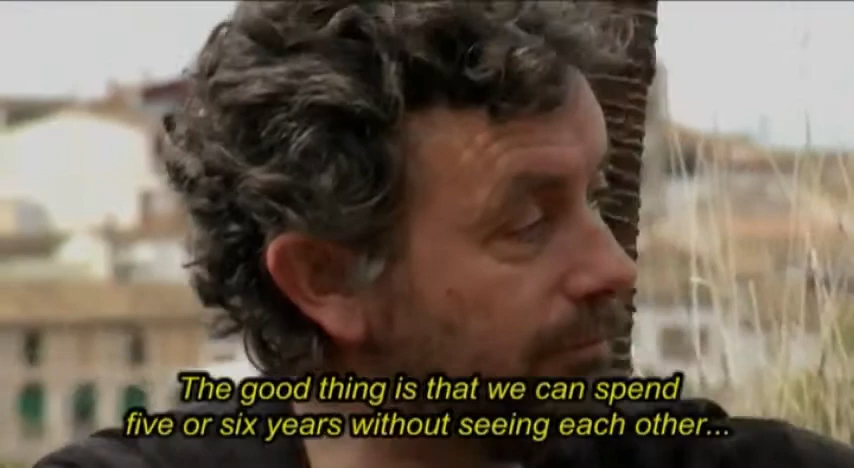 The good thing is that we can spend
five or six years without seeing each other...